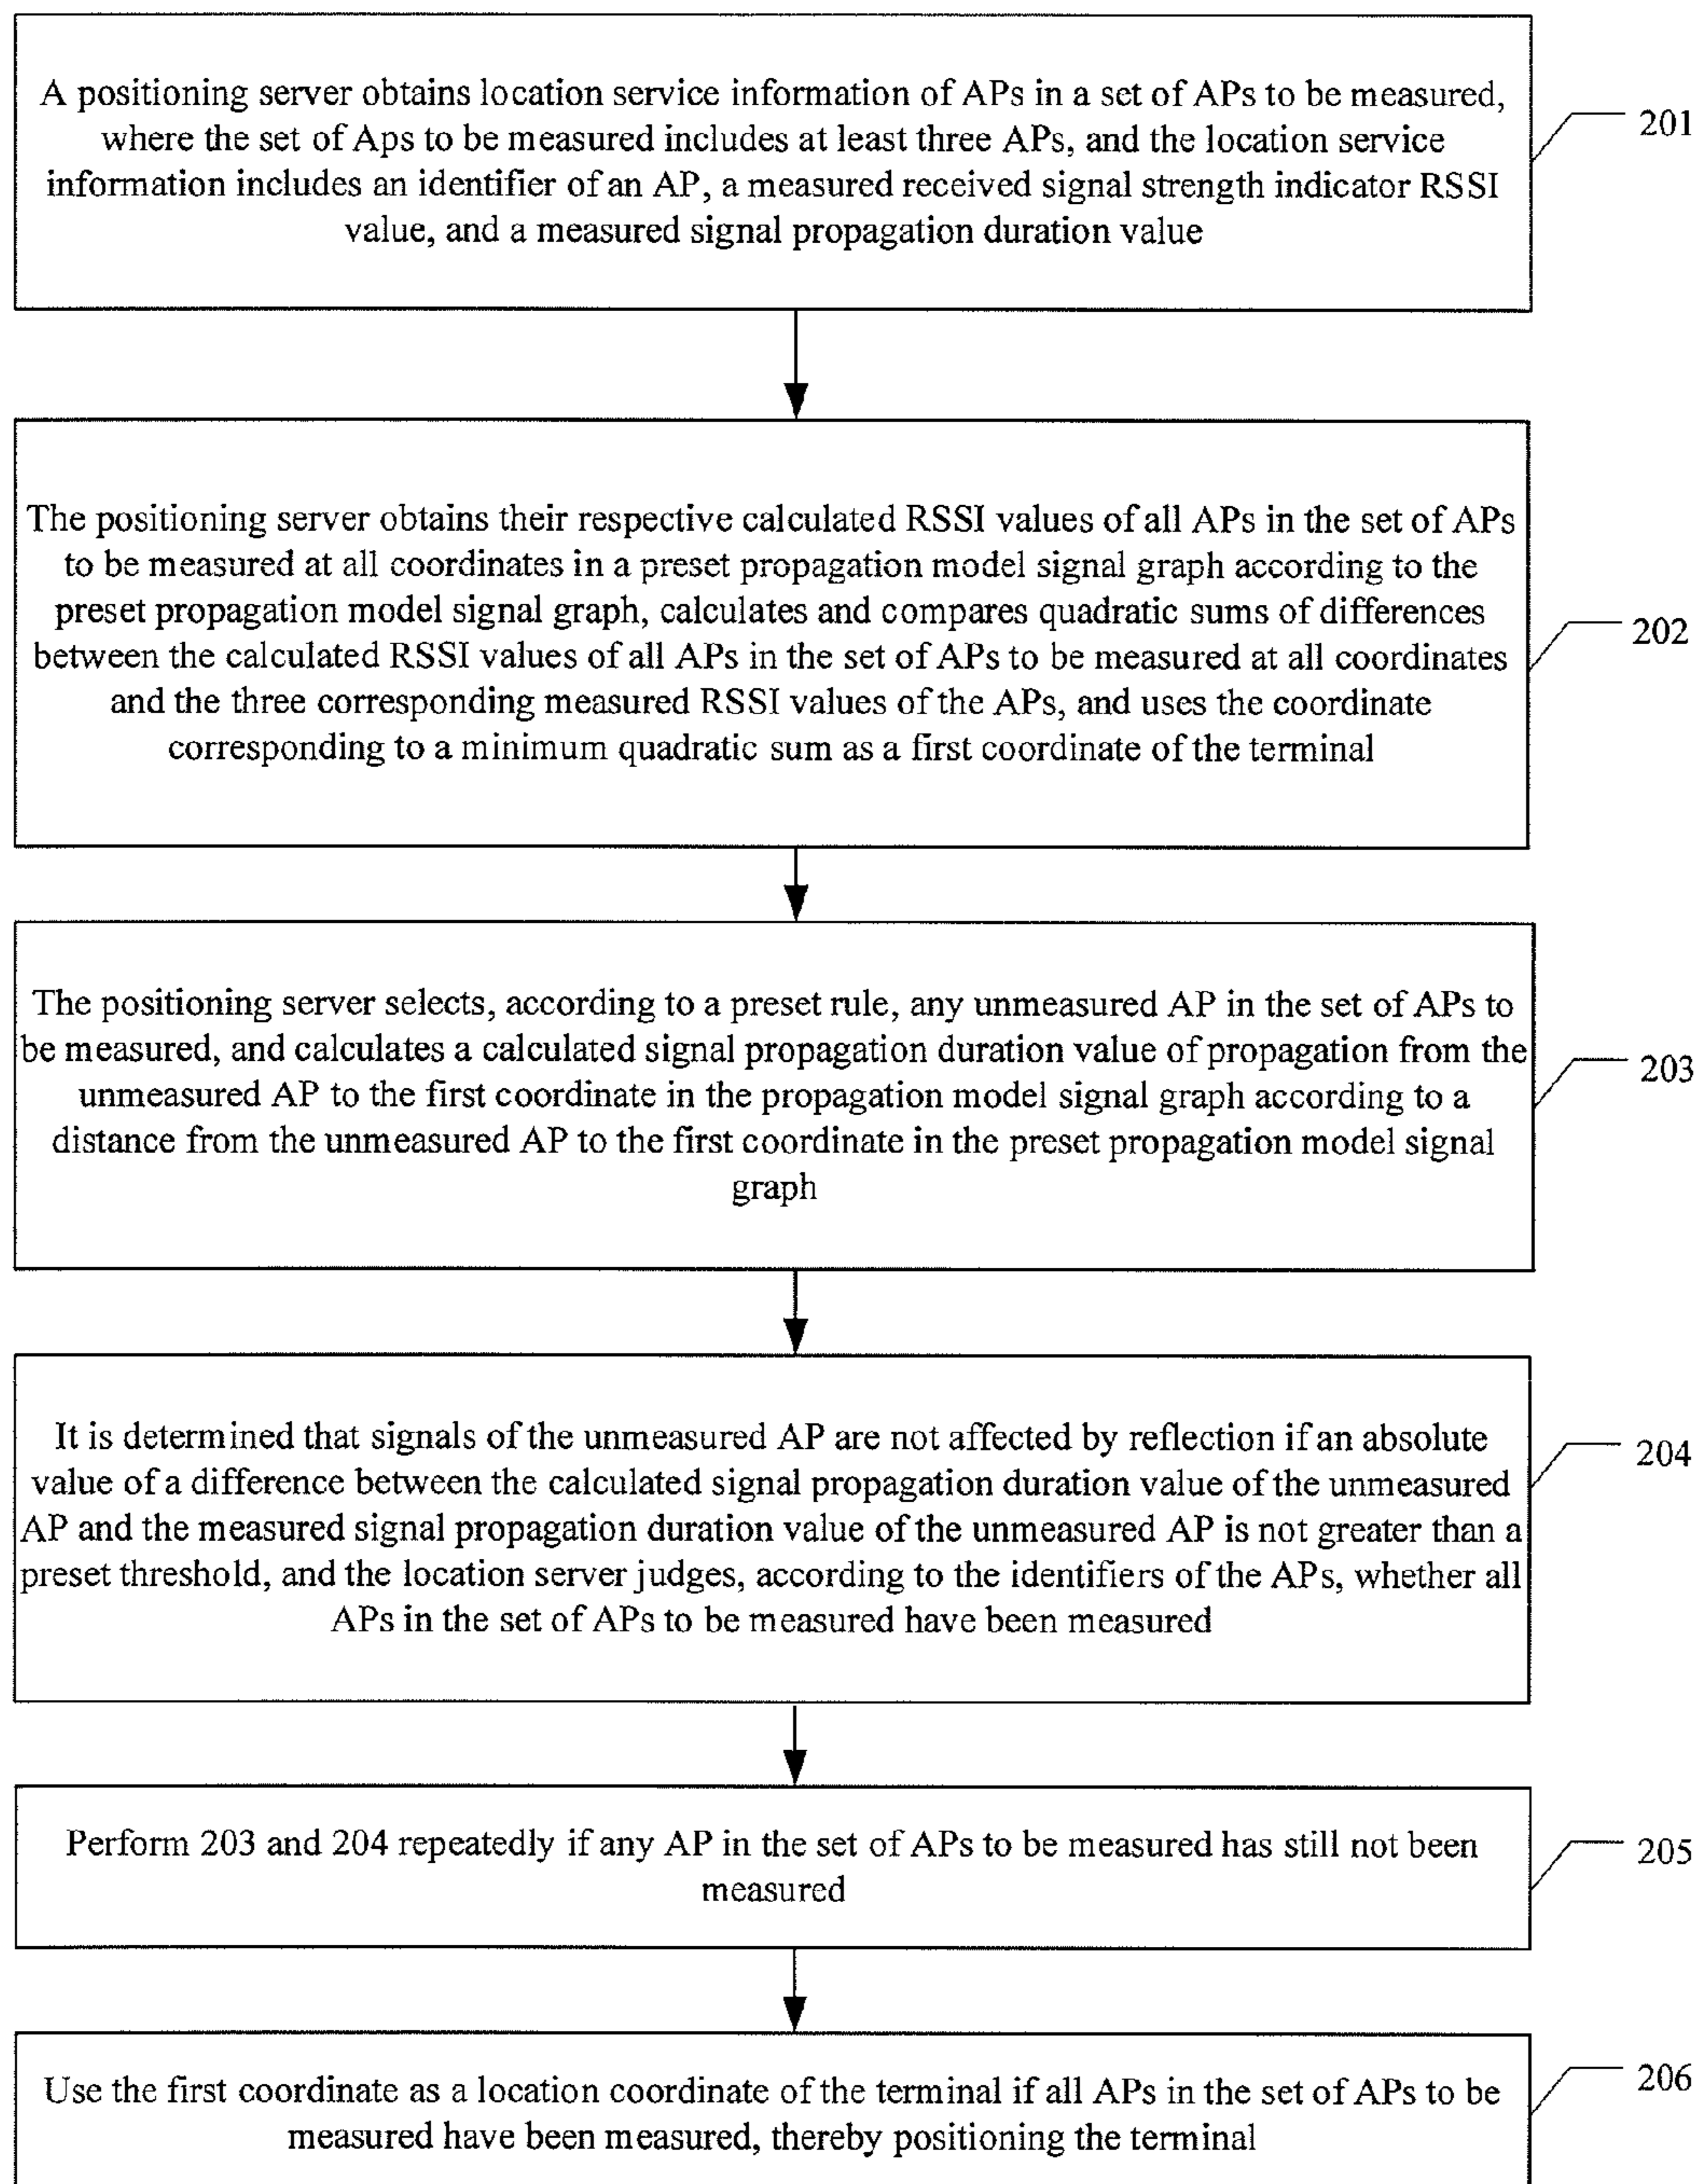 A positioning server obtains location service information of APs in a set of APs to be measured,
where the set of Aps to be measured includes at least three APs, and the location service
information includes an identifier of an AP, a measured received signal strength indicator RSSI
value, and a measured signal propagation duration value
201
The positioning server obtains their respective calculated RSSI values of all APs in the set of APs
to be measured at all coordinates in a preset propagation model signal graph according to the
preset propagation model signal graph, calculates and compares quadratic sums of differences
between the calculated RSSI values of all APs in the set of APs to be measured at all coordinates
and the three corresponding measured RSSI values of the APs, and uses the coordinate
corresponding to a minimum quadratic sum as a first coordinate of the terminal
202
The positioning server selects, according to a preset rule, any unmeasured AP in the set of APs to
be measured, and calculates a calculated signal propagation duration value of propagation from the
unmeasured AP to the first coordinate in the propagation model signal graph according to a
distance from the unmeasured AP to the first coordinate in the preset propagation model signal
graph
203
It is determined that signals of the unmeasured AP are not affected by reflection if an absolute
value of a difference between the calculated signal propagation duration value of the unmeasured
AP and the measured signal propagation duration value of the unmeasured AP is not greater than a
preset threshold, and the location server judges, according to the identifiers of the APs, whether all
APs in the set of APs to be measured have been measured
204
Perform 203 and 204 repeatedly if any AP in the set of APs to be measured has still not been
measured
205
Use the first coordinate as a location coordinate of the terminal if all APs in the set of APs to be
measured have been measured, thereby positioning the terminal
206